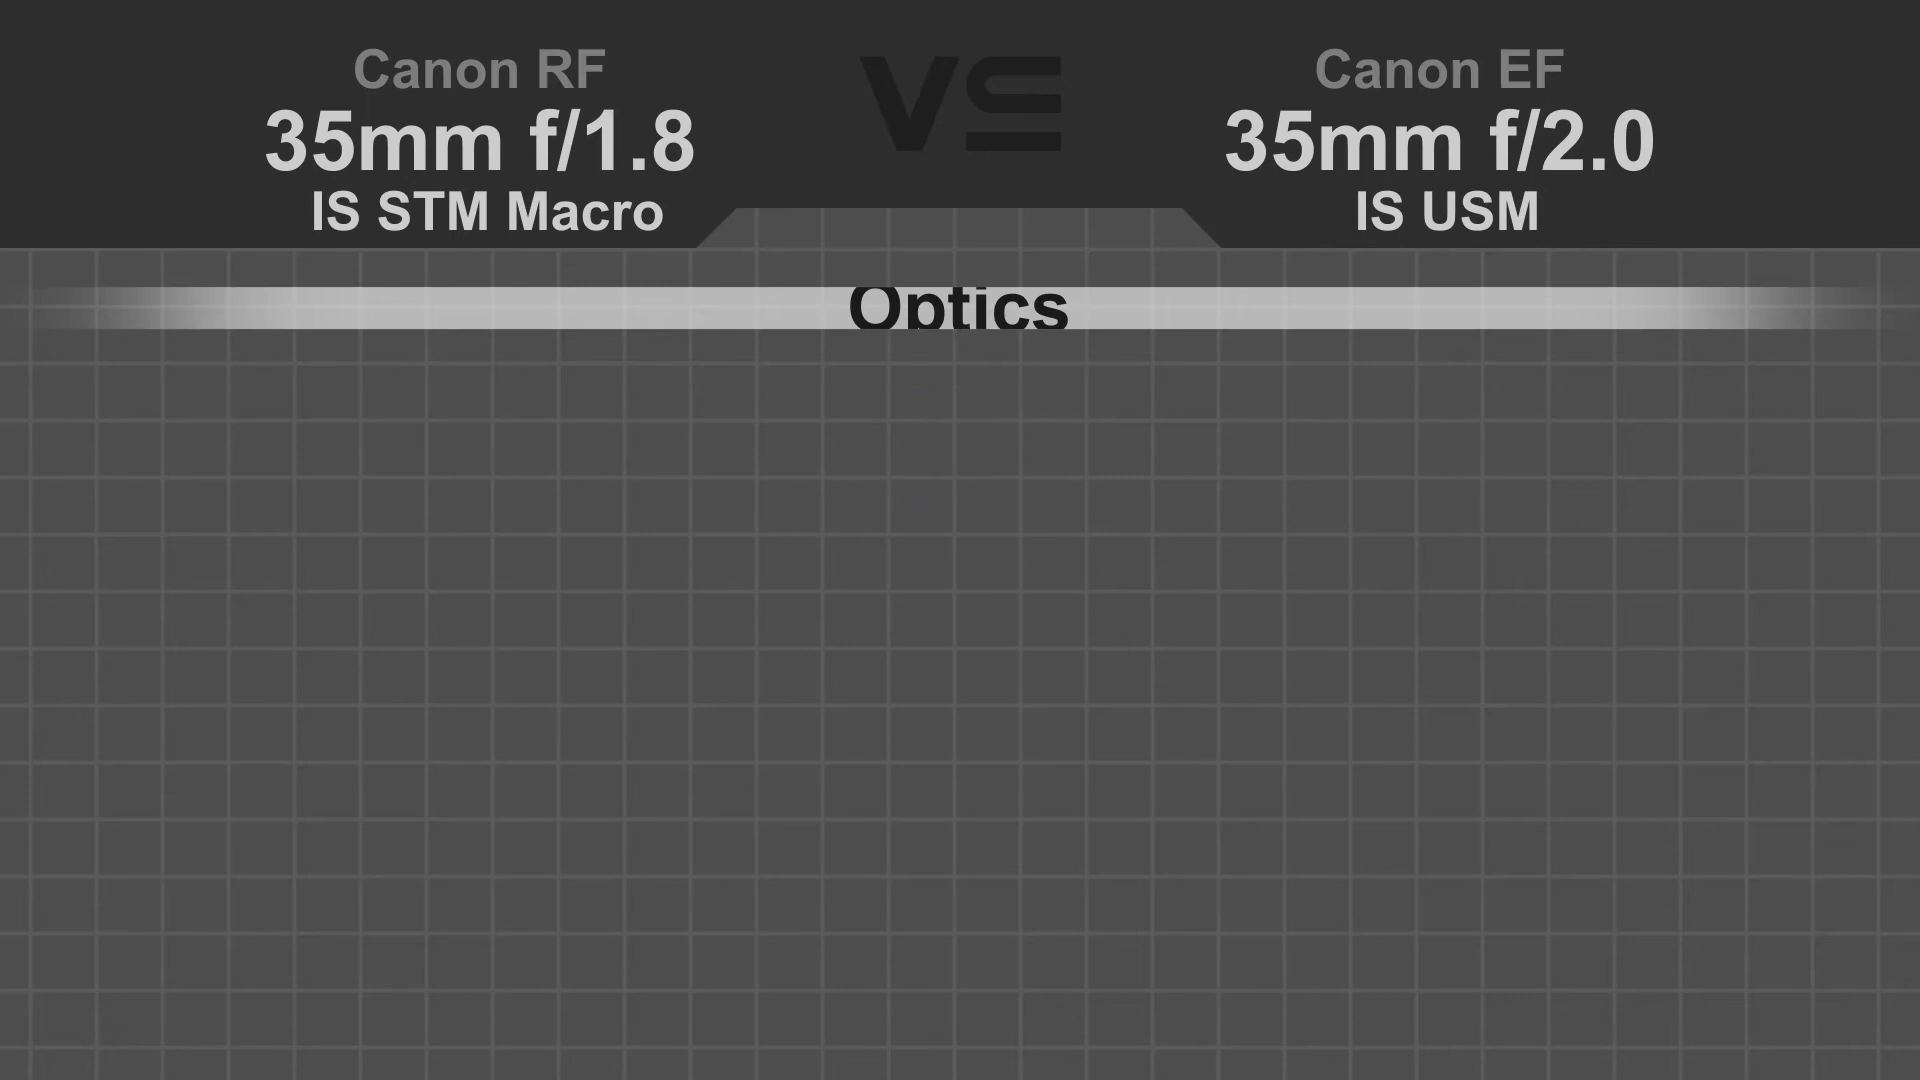 Canon RF
35mm f/1.8
IS STM Macro
VS
Canon EF
35mm f/2.0
IS USM
Optics